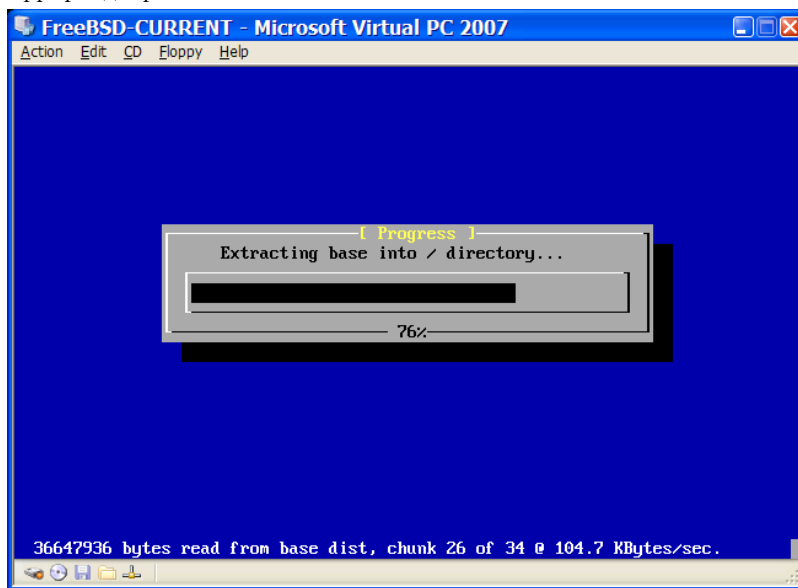 FreeBSD-CURRENT - Microsoft Virtual PC 2007
Action Edit CD Floppy Help
[ Progress ]
Extracting base into / directory...
76%
36647936 bytes read from base dist, chunk 26 of 34 @ 104.7 KBytes/sec.